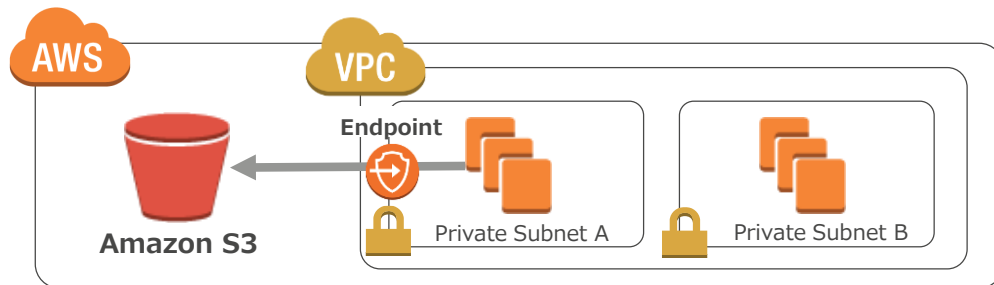 AWS
VPC
Endpoint
Amazon S3
Private Subnet A
Private Subnet B